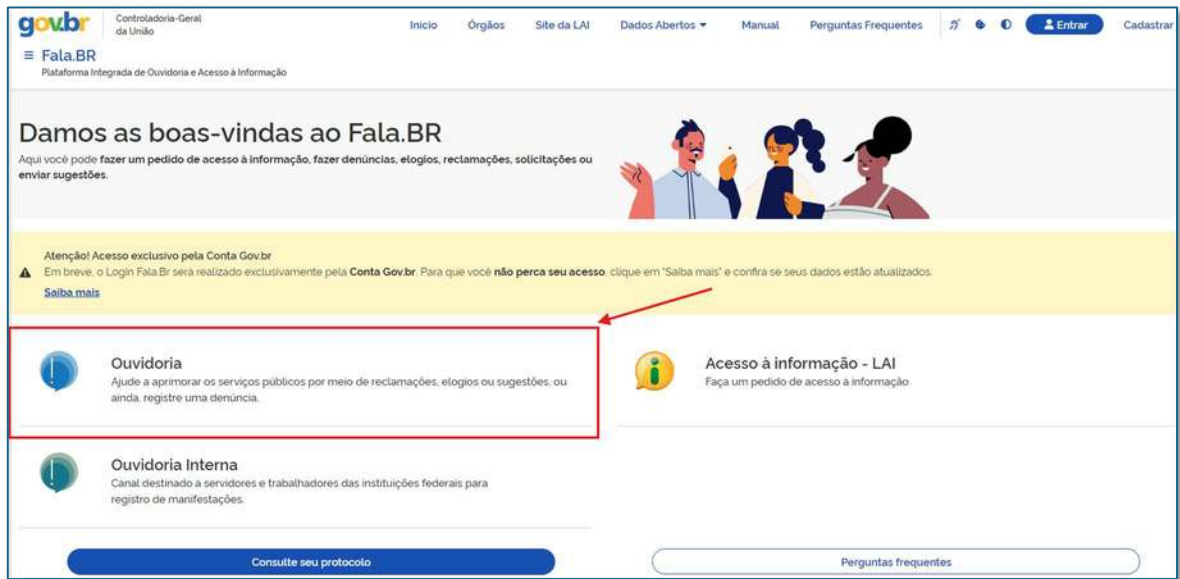 gov.br
Controladoria-Geral
da União
Inicio Órgãos Site da LAI Dados Abertos Manual Perguntas Frequentes Entrar Cadastrar
Fala.BR
Plataforma Integrada de Ouvidoria e Acesso à Informação
Damos as boas-vindas ao Fala.BR
Aqui você pode fazer um pedido de acesso à informação, fazer denúncias, elogios, reclamações, solicitações ou
enviar sugestões.
Atenção! Acesso exclusivo pela Conta Gov.br
Em breve, o Login Fala.Br será realizado exclusivamente pela Conta Gov.br. Para que você não perca seu acesso, clique em "Saiba mais" e confira se seus dados estão atualizados.
Saiba mais
Ouvidoria
Ajude a aprimorar os serviços públicos por meio de reclamações, elogios ou sugestões, ou
ainda, registre uma denúncia.
Acesso à informação - LAI
Faça um pedido de acesso à informação
Ouvidoria Interna
Canal destinado a servidores e trabalhadores das instituições federais para
registro de manifestações.
Consulte seu protocolo
Perguntas frequentes